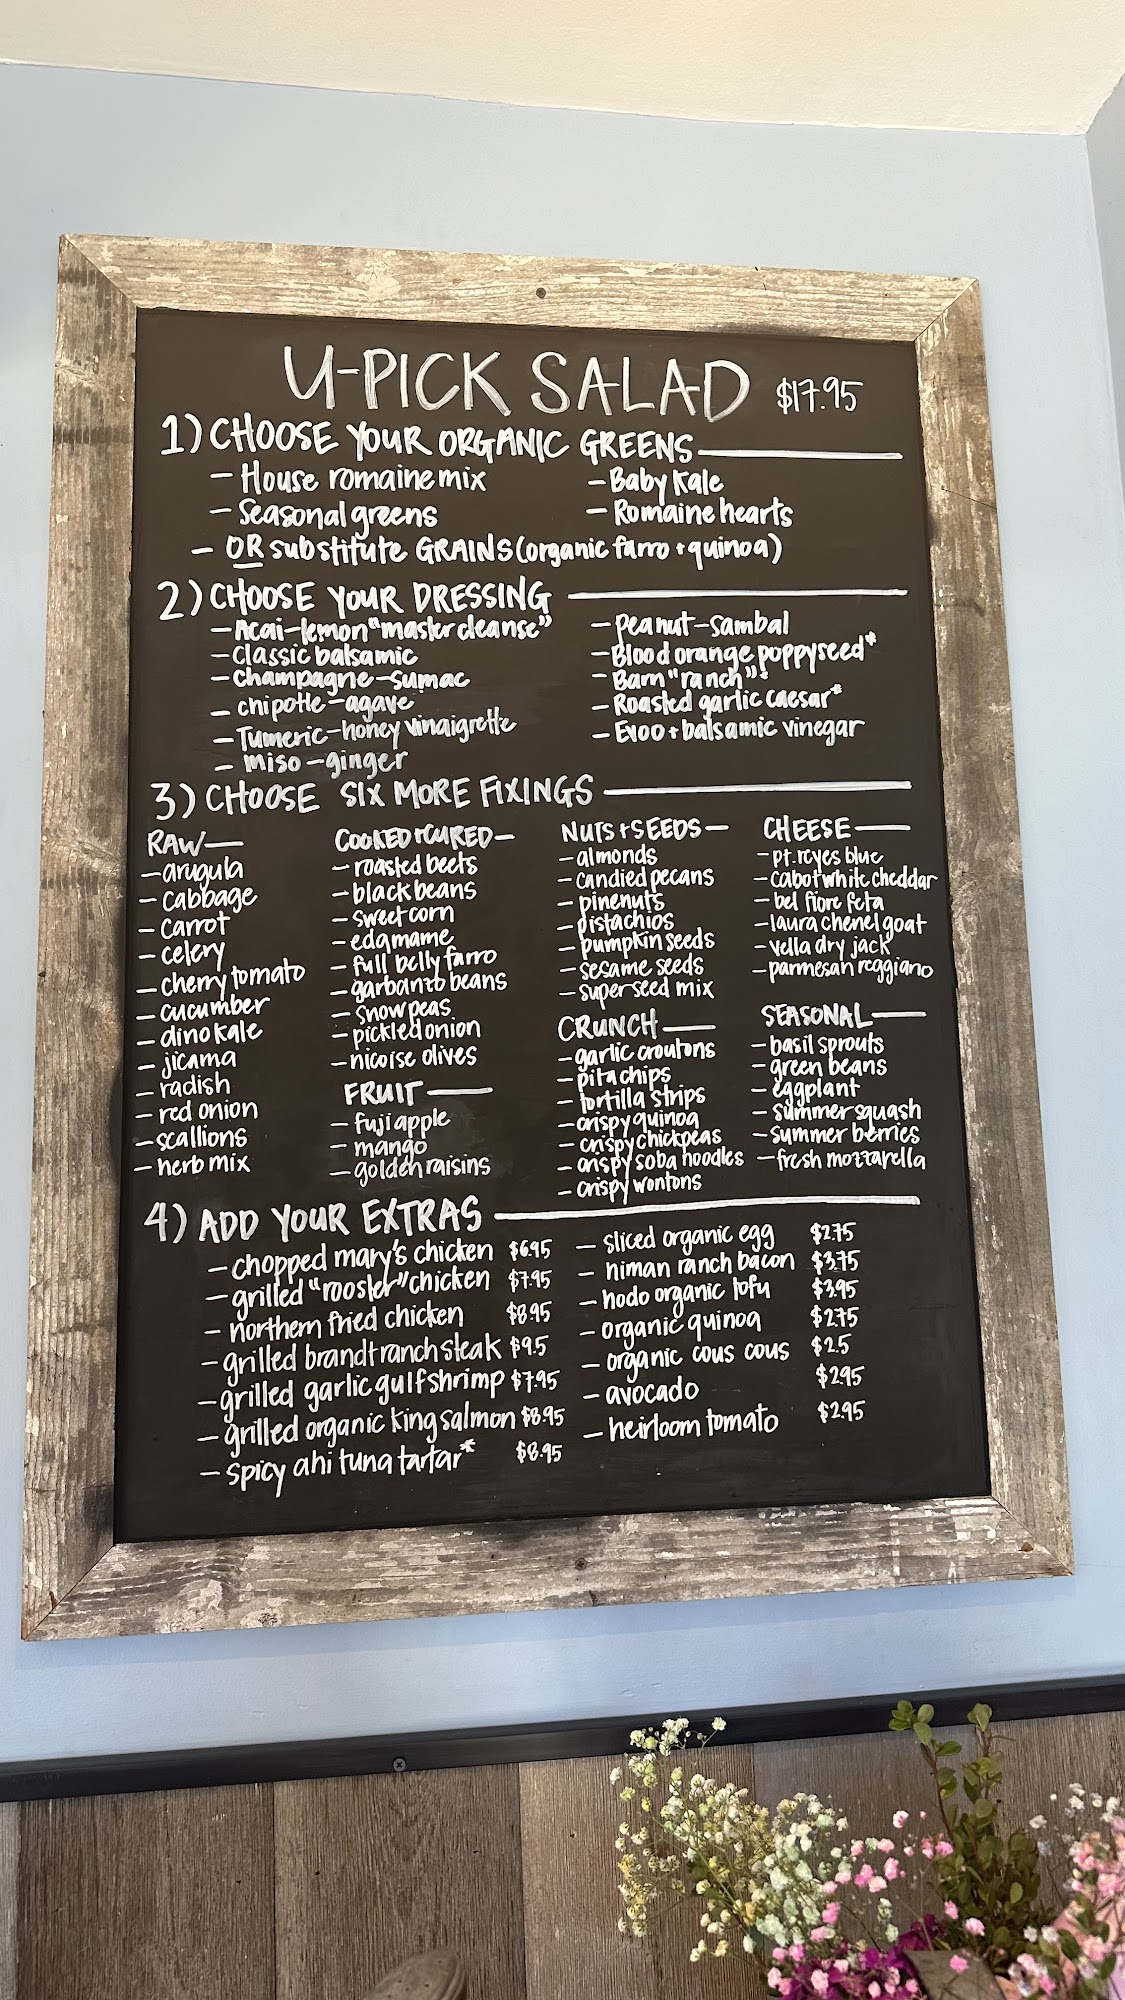 U-PICK SALAD $17.95
1) CHOOSE YOUR ORGANIC GREENS
- House romaine mix
- Seasonal greens
- Baby Kale
- Romaine hearts
- OR substitute GRAINS (organic farro + quinoa)
2) CHOOSE YOUR DRESSING
- Acai-lemon "master cleanse"
- Classic balsamic
- Champagne-sumac
- chipotle-agave
- Tumeric-honey vinaigrette
- miso-ginger
- peanut-sambal
- Blood orange poppyseed*
- Barn "ranch"*
- Roasted garlic caesar*
- Evoo + balsamic vinegar
3) CHOOSE SIX MORE FIXINGS
RAW
- arugula
- cabbage
- carrot
- celery
- cherry tomato
- cucumber
- dino kale
- jicama
- radish
- red onion
- scallions
- herb mix
COOKED + CURED
- roasted beets
- black beans
- sweet corn
- edamame
- full belly farro
- garbanzo beans
- snow peas
- pickled onion
- nicoise olives
FRUIT
- fuji apple
- mango
- golden raisins
NUTS + SEEDS
- almonds
- candied pecans
- pinenuts
- pistachios
- pumpkin seeds
- sesame seeds
- superseed mix
CRUNCH
- garlic croutons
- pita chips
- tortilla strips
- crispy quinoa
- crispy chickpeas
- crispy soba noodles
- crispy wontons
CHEESE
- pt. reyes blue
- cabot white cheddar
- bel fiore feta
- laura chenel goat
- vella dry jack
- parmesan reggiano
SEASONAL
- basil sprouts
- green beans
- eggplant
- summer squash
- summer berries
- fresh mozzarella
4) ADD YOUR EXTRAS
- chopped mary's chicken $6.95
- grilled "rooster" chicken $7.95
- northern fried chicken $8.95
- grilled brandt ranch steak $9.5
- grilled garlic gulf shrimp $7.95
- grilled organic king salmon $8.95
- spicy ahi tuna tartar* $8.95
- sliced organic egg $2.75
- niman ranch bacon $3.75
- hodo organic tofu $3.95
- organic quinoa $2.75
- organic cous cous $2.5
- avocado $2.95
- heirloom tomato $2.95